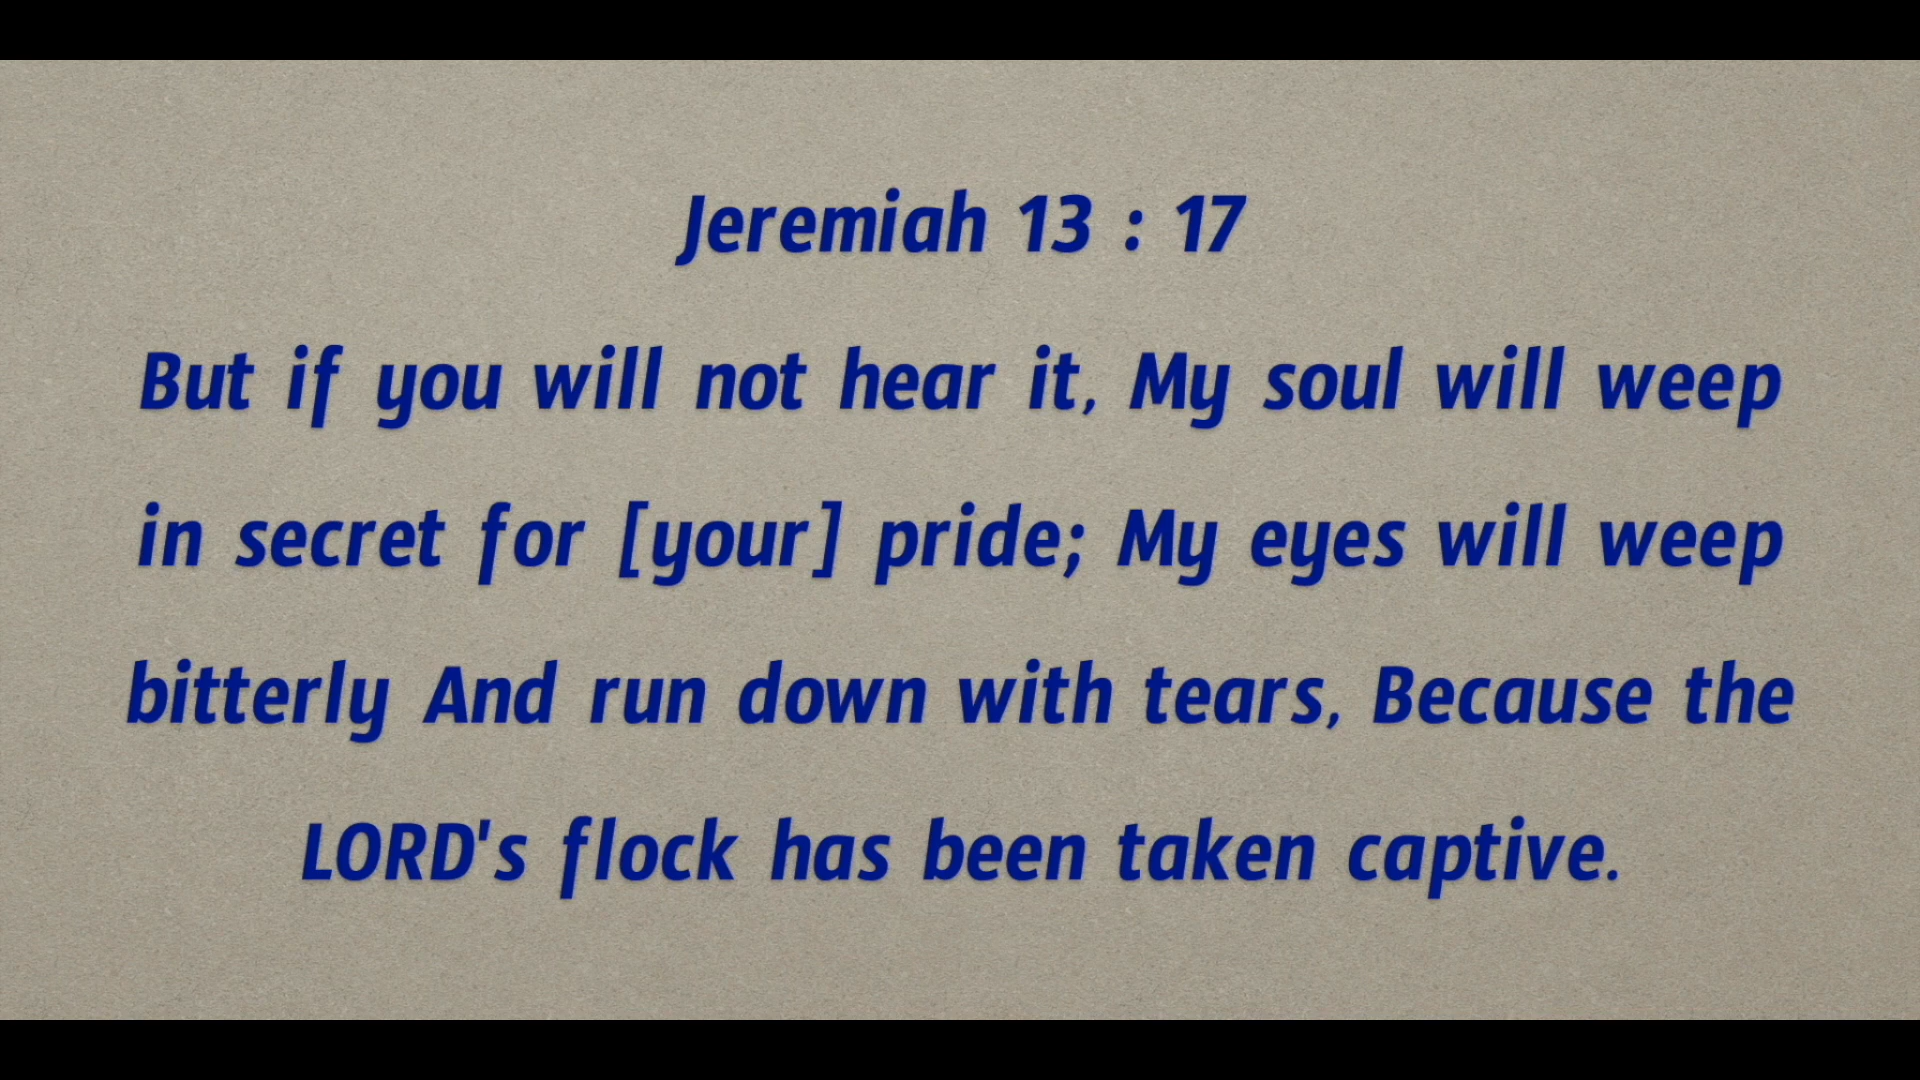 Jeremiah 13 : 17
But if you will not hear it, My soul will weep
in secret for [your] pride; My eyes will weep
bitterly And run down with tears, Because the
LORD's flock has been taken captive.